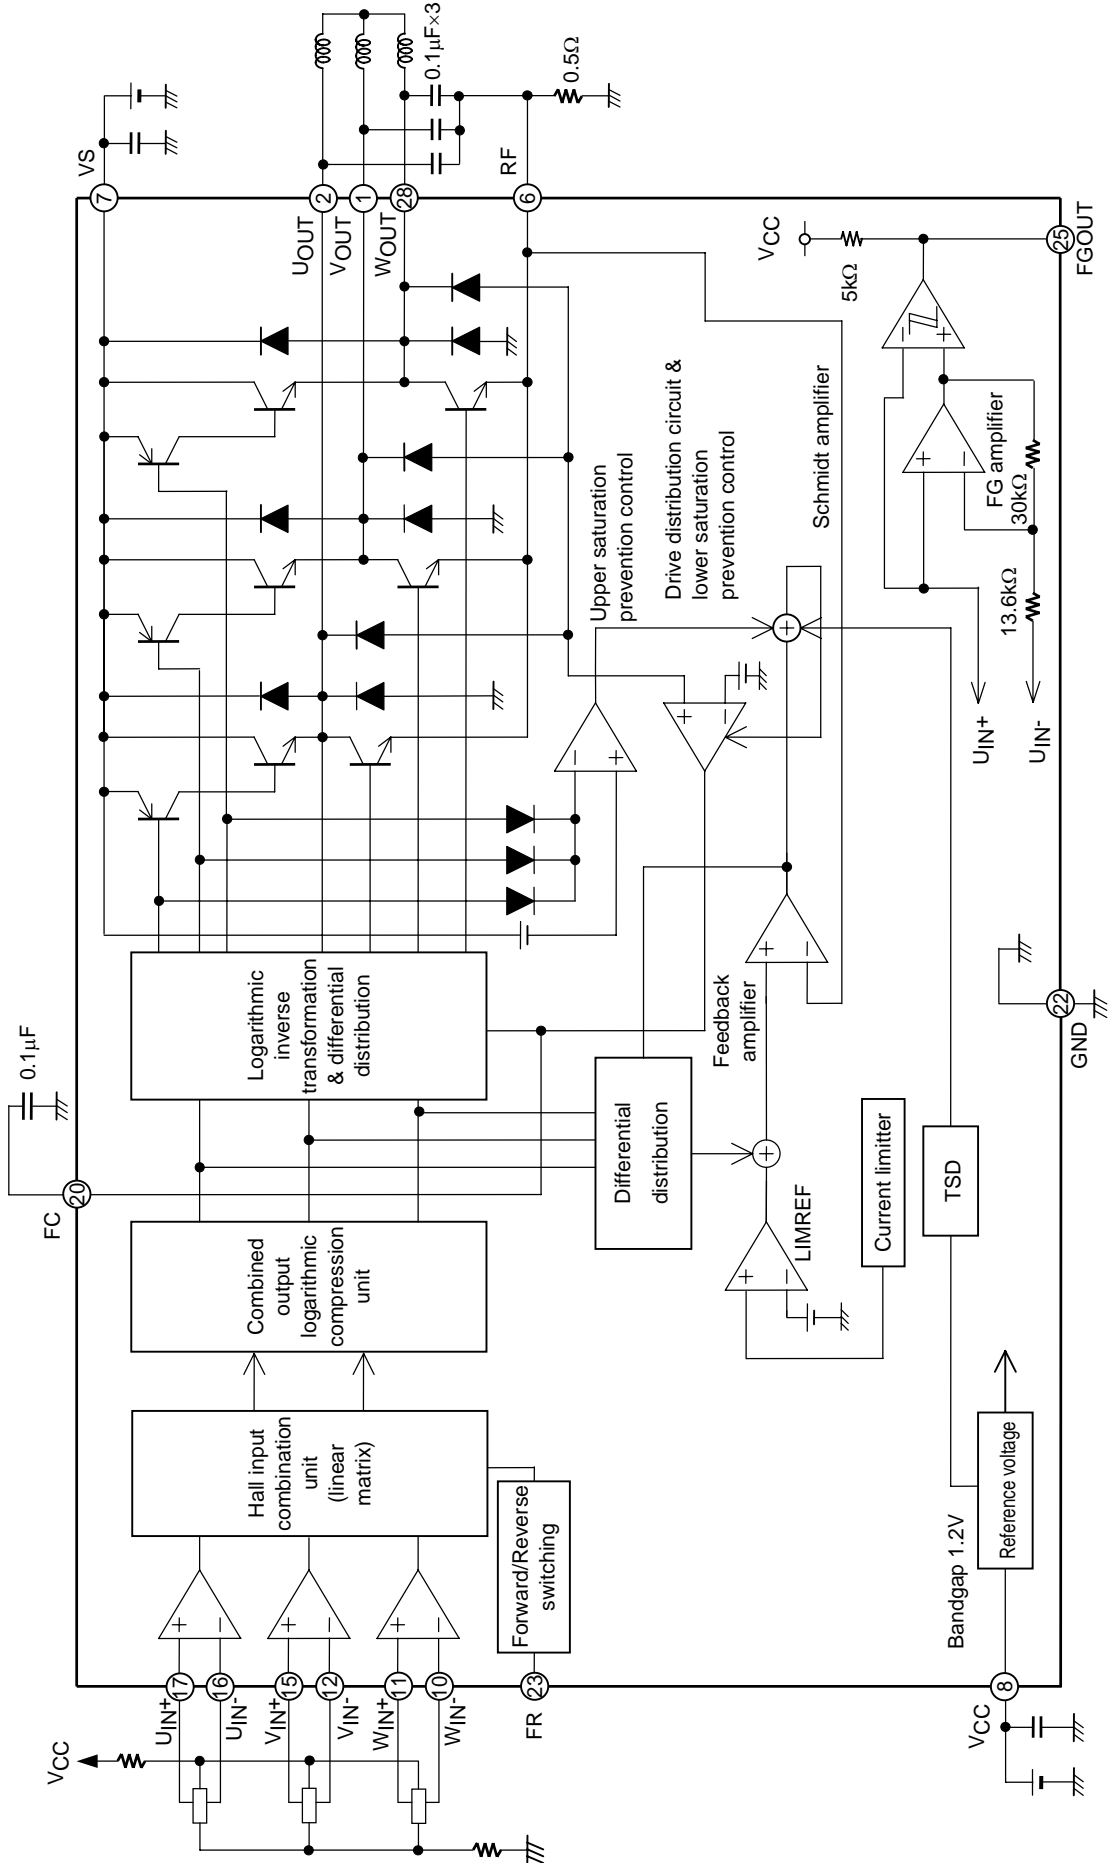 VCC
UIN+
17
UIN-
16
VIN+
15
VIN-
12
WIN+
11
WIN-
10
FR
23
Forward/Reverse
switching
VCC
8
Hall input
combination
unit
(linear
matrix)
Combined
output
logarithmic
compression
unit
FC
20
0.1μF
Logarithmic
inverse
transformation
& differential
distribution
Differential
distribution
LIMREF
Current limitter
TSD
Bandgap 1.2V
Reference voltage
Feedback
amplifier
GND
22
Upper saturation
prevention control
Drive distribution circuit &
lower saturation
prevention control
Schmidt amplifier
UIN+
UIN-
13.6kΩ
30kΩ
FG amplifier
5kΩ
VCC
25
FGOUT
VS
7
UOUT
2
VOUT
1
WOUT
28
0.1μF×3
RF
6
0.5Ω